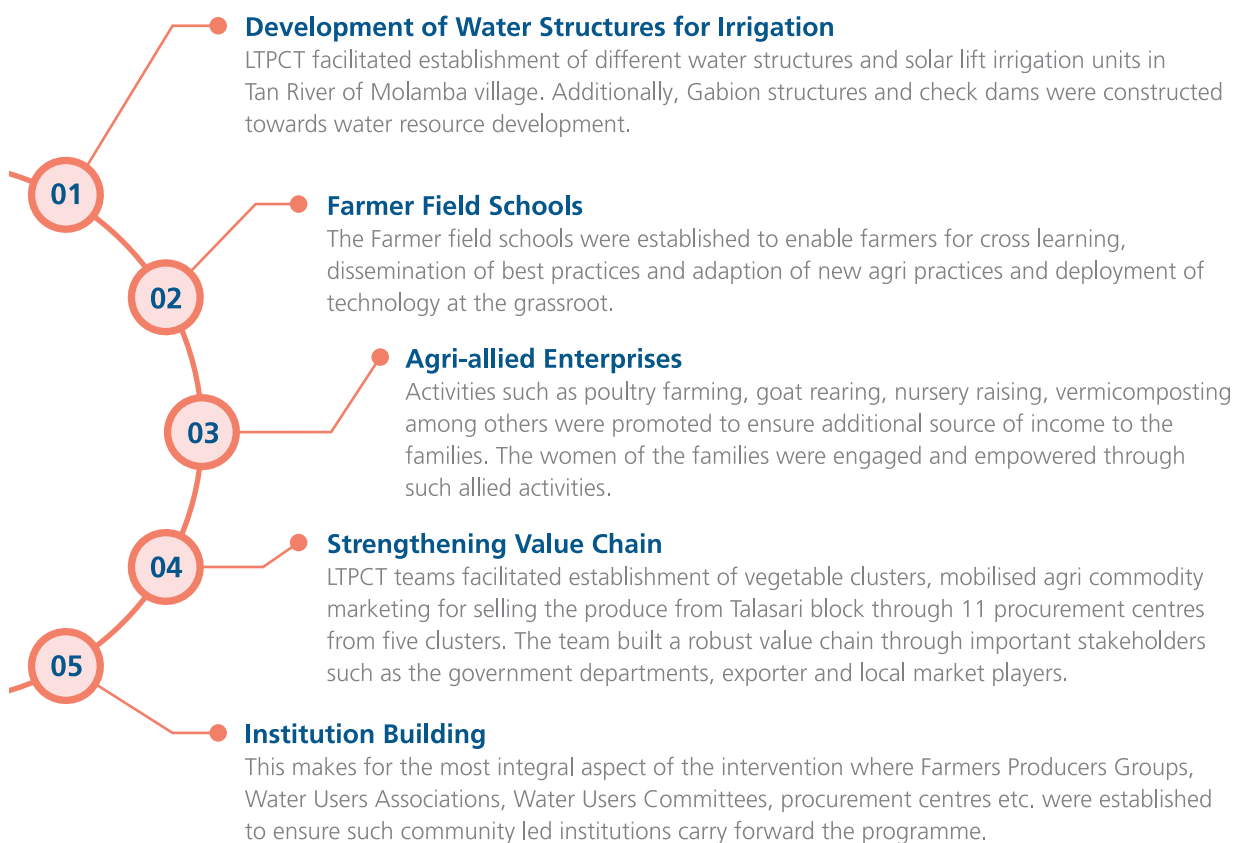 Development of Water Structures for Irrigation
LTPCT facilitated establishment of different water structures and solar lift irrigation units in
Tan River of Molamba village. Additionally, Gabion structures and check dams were constructed
towards water resource development.
01
Farmer Field Schools
The Farmer field schools were established to enable farmers for cross learning,
dissemination of best practices and adaption of new agri practices and deployment of
technology at the grassroot.
02
Agri-allied Enterprises
Activities such as poultry farming, goat rearing, nursery raising, vermicomposting
among others were promoted to ensure additional source of income to the
families. The women of the families were engaged and empowered through
such allied activities.
03
Strengthening Value Chain
LTPCT teams facilitated establishment of vegetable clusters, mobilised agri commodity
marketing for selling the produce from Talasari block through 11 procurement centres
from five clusters. The team built a robust value chain through important stakeholders
such as the government departments, exporter and local market players.
04
05
Institution Building
This makes for the most integral aspect of the intervention where Farmers Producers Groups,
Water Users Associations, Water Users Committees, procurement centres etc. were established
to ensure such community led institutions carry forward the programme.